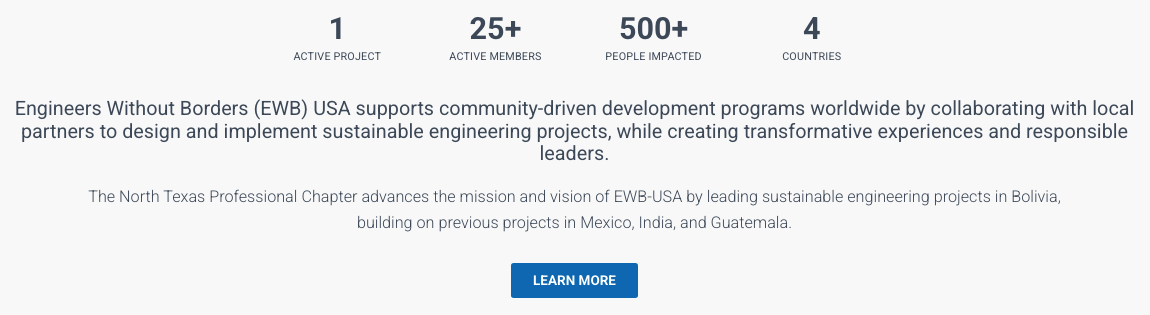 1 25+ 500+ 4
ACTIVE PROJECT ACTIVE MEMBERS PEOPLE IMPACTED COUNTRIES
Engineers Without Borders (EWB) USA supports community-driven development programs worldwide by collaborating with local
partners to design and implement sustainable engineering projects, while creating transformative experiences and responsible
leaders.
The North Texas Professional Chapter advances the mission and vision of EWB-USA by leading sustainable engineering projects in Bolivia,
building on previous projects in Mexico, India, and Guatemala.
LEARN MORE